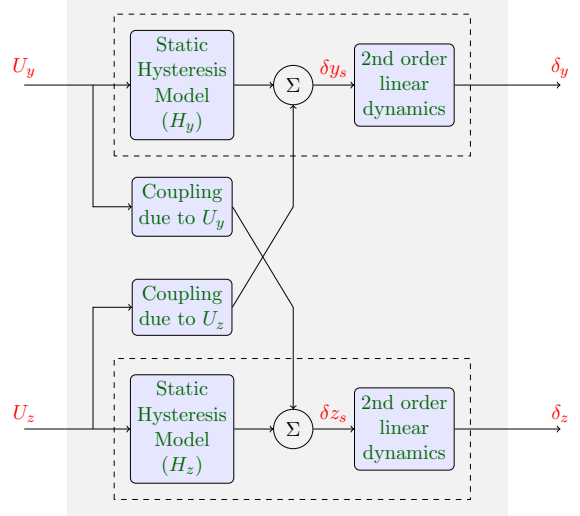 U_y
Static
Hysteresis
Model
(H_y)
Σ
δy_s
2nd order
linear
dynamics
δ_y
Coupling
due to U_y
Coupling
due to U_z
U_z
Static
Hysteresis
Model
(H_z)
Σ
δz_s
2nd order
linear
dynamics
δ_z